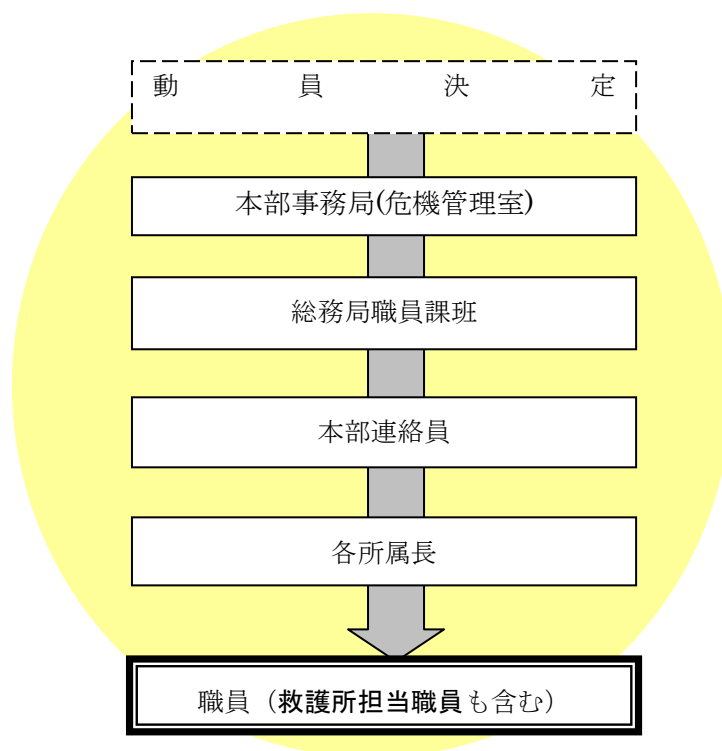 動員決定
本部事務局(危機管理室)
総務局職員課班
本部連絡員
各所属長
職員（救護所担当職員も含む）